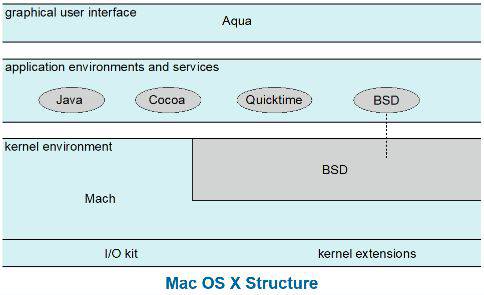 graphical user interface
Aqua
application environments and services
Java Cocoa Quicktime BSD
kernel environment
BSD
Mach
I/O kit kernel extensions
Mac OS X Structure